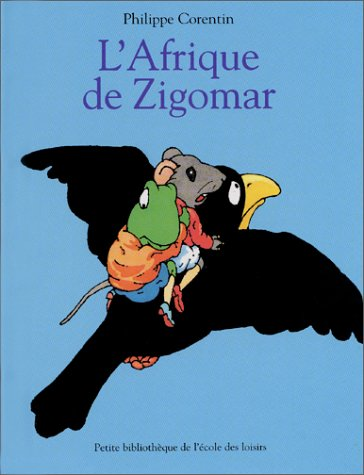 Philippe Corentin
L'Afrique
de Zigomar
Petite bibliothèque de l'école des loisirs